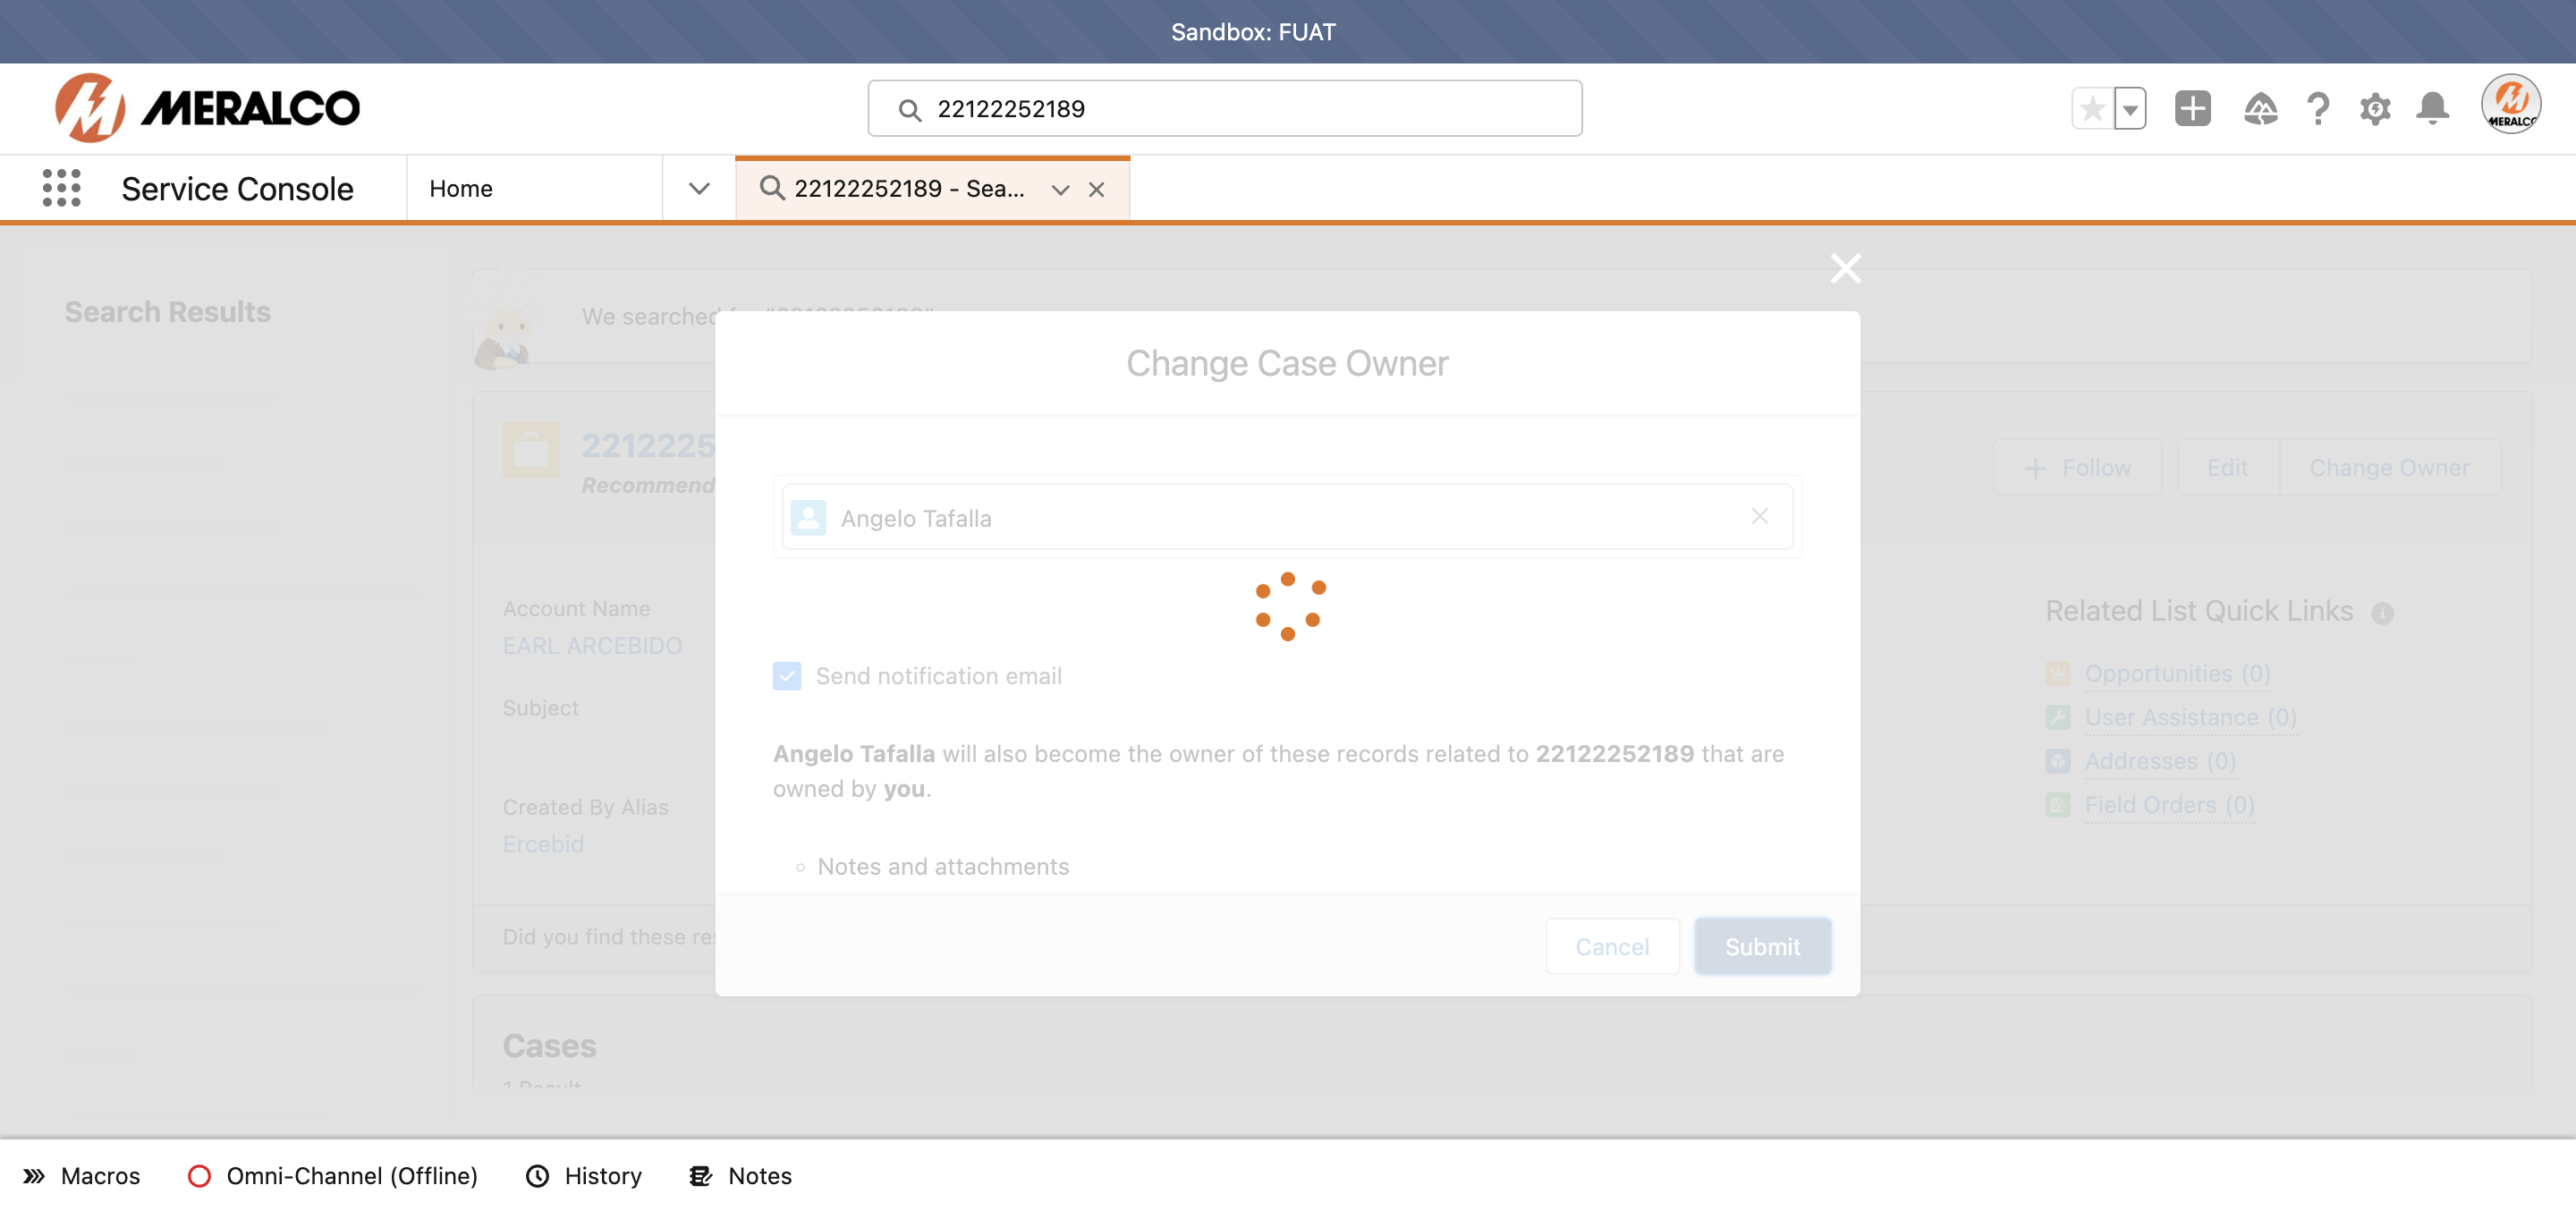 Sandbox: FUAT
MERALCO
22122252189
MERALCO
Service Console
Home
22122252189 - Sea...
Search Results
We searched
Change Case Owner
2212225
Recommend
Follow
Edit
Change Owner
Angelo Tafalla
Account Name
EARL ARCEBIDO
Related List Quick Links
Send notification email
Opportunities (0)
Subject
User Assistance (0)
Angelo Tafalla will also become the owner of these records related to 22122252189 that are
owned by you.
Addresses (0)
Created By Alias
Field Orders (0)
Ercebid
Notes and attachments
Did you find these res
Cancel
Submit
Cases
1 Result
Macros
Omni-Channel (Offline)
History
Notes